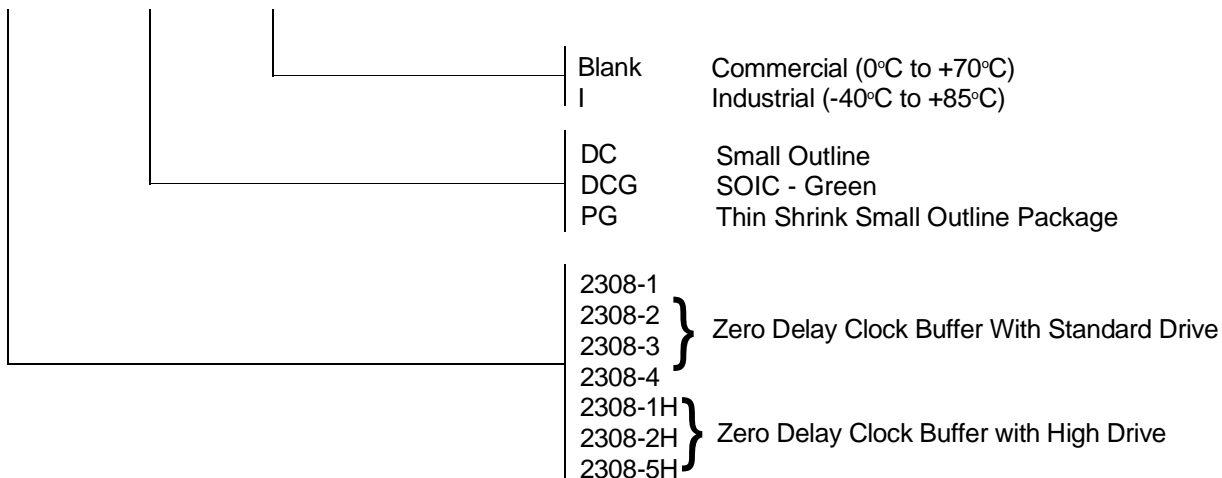 Blank Commercial (0°C to +70°C)
I Industrial (-40°C to +85°C)
DC Small Outline
DCG SOIC - Green
PG Thin Shrink Small Outline Package
2308-1
2308-2
2308-3
2308-4
} Zero Delay Clock Buffer With Standard Drive
2308-1H
2308-2H
2308-5H
} Zero Delay Clock Buffer with High Drive